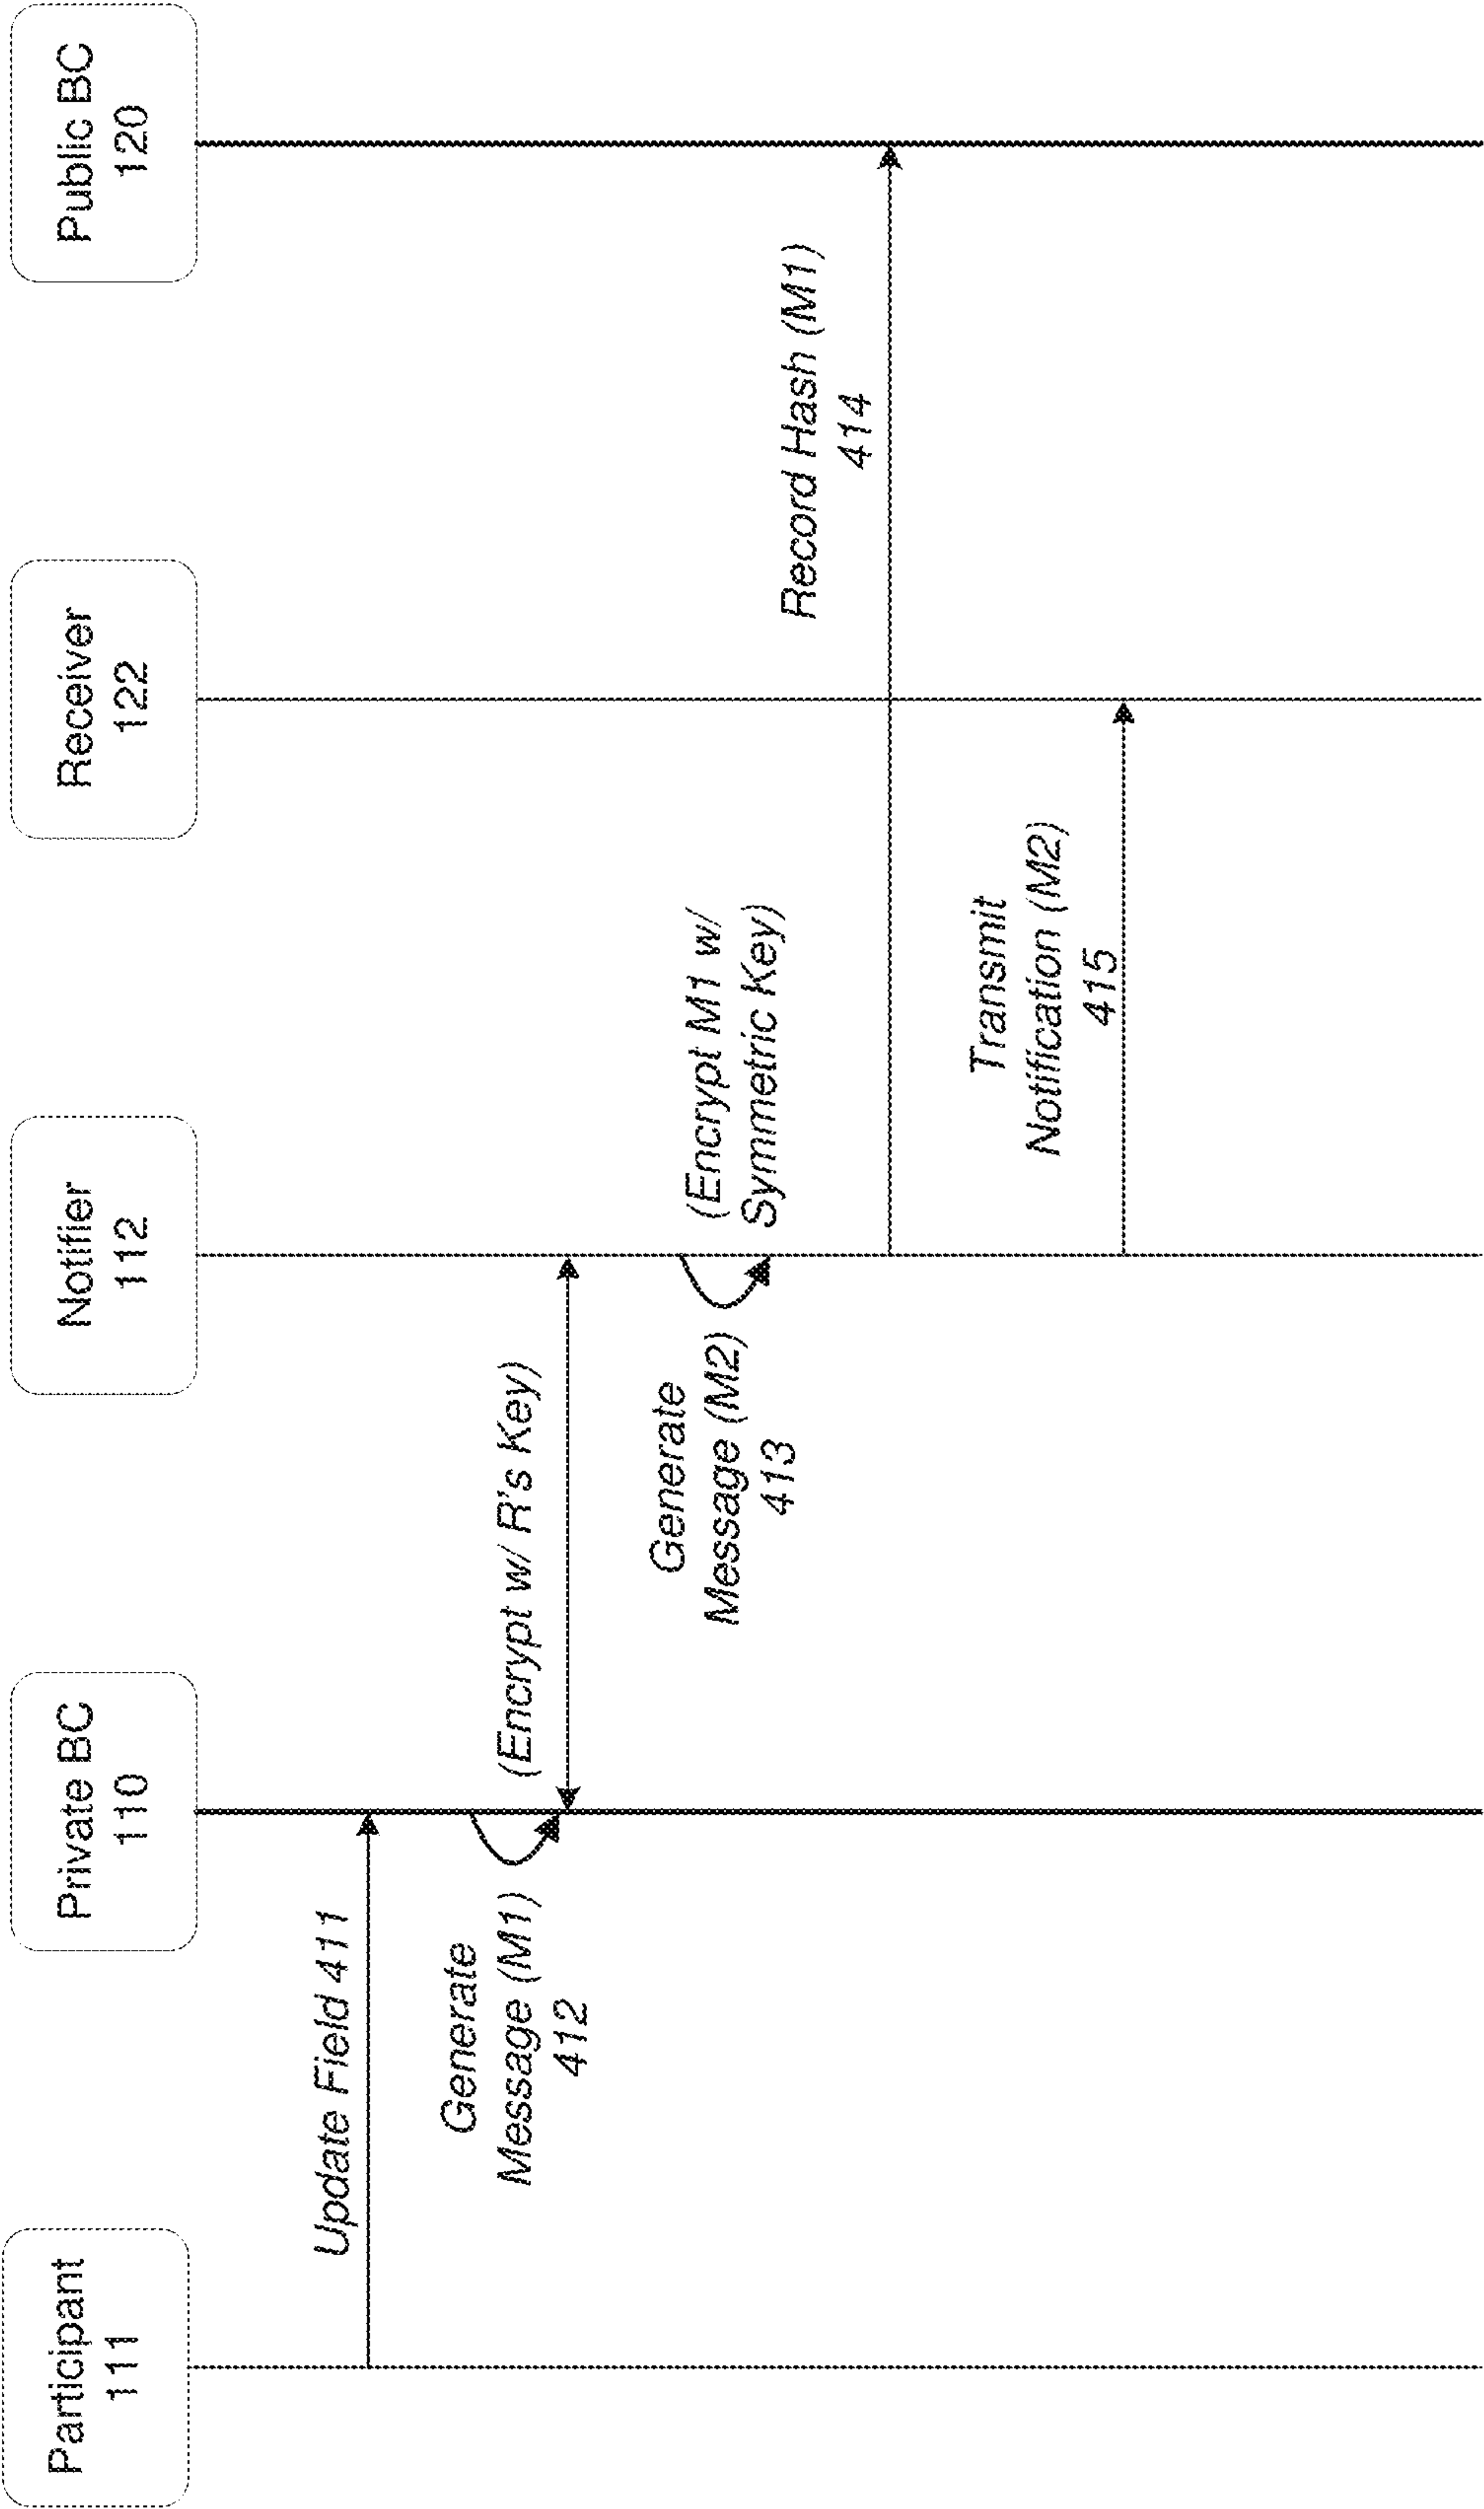 Participant
111
Private BC
110
Notifier
112
Receiver
122
Public BC
120
Update Field 411
Generate
Message (M1)
412
(Encrypt w/ R's Key)
Generate
Message (M2)
413
(Encrypt M1 w/
Symmetric Key)
Record Hash (M1)
414
Transmit
Notification (M2)
415